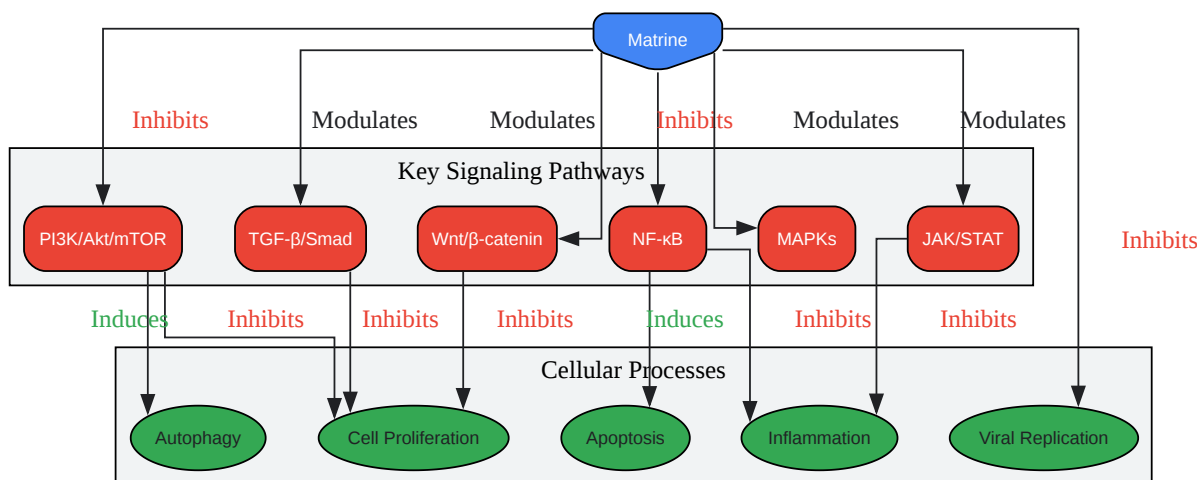 Matrine
Inhibits
Modulates
Modulates
Inhibits
Modulates
Modulates
Key Signaling Pathways
PI3K/Akt/mTOR
TGF-β/Smad
Wnt/β-catenin
NF-κB
MAPKs
JAK/STAT
Inhibits
Induces
Inhibits
Inhibits
Inhibits
Induces
Inhibits
Inhibits
Cellular Processes
Autophagy
Cell Proliferation
Apoptosis
Inflammation
Viral Replication